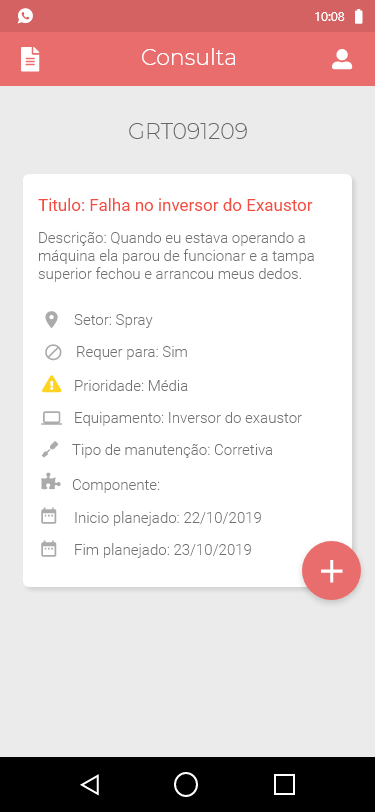 10:08
Consulta
GRT091209
Titulo: Falha no inversor do Exaustor
Descrição: Quando eu estava operando a
máquina ela parou de funcionar e a tampa
superior fechou e arrancou meus dedos.
Setor: Spray
Requer para: Sim
Prioridade: Média
Equipamento: Inversor do exaustor
Tipo de manutenção: Corretiva
Componente:
Inicio planejado: 22/10/2019
Fim planejado: 23/10/2019